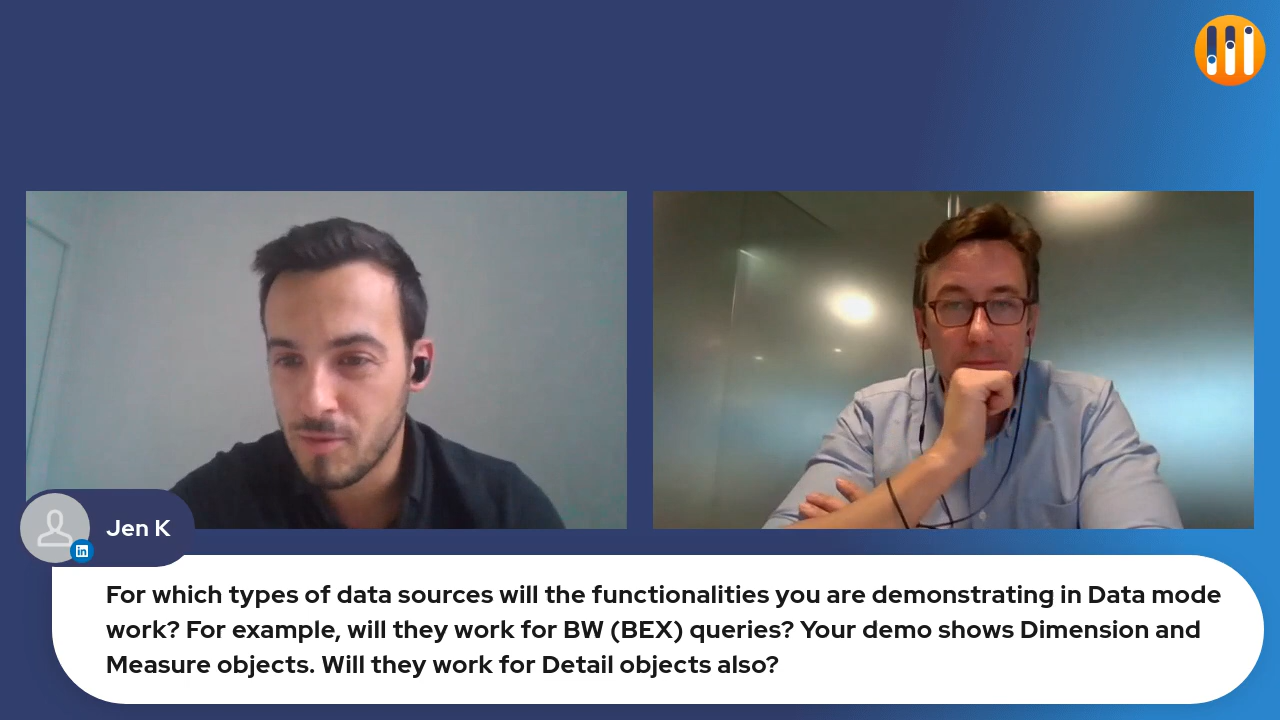 Jen K
in
For which types of data sources will the functionalities you are demonstrating in Data mode
work? For example, will they work for BW (BEX) queries? Your demo shows Dimension and
Measure objects. Will they work for Detail objects also?